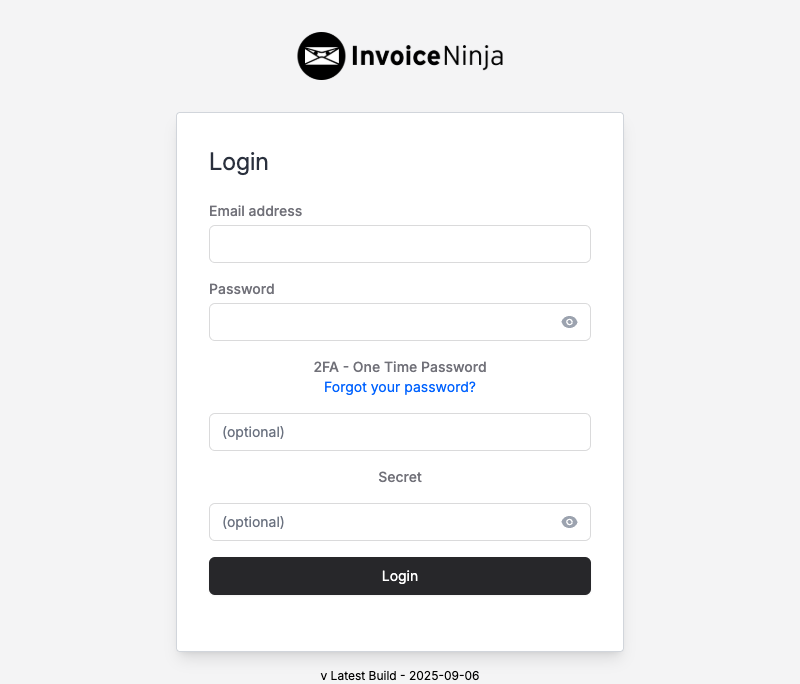 InvoiceNinja
Login
Email address
Password
2FA - One Time Password
Forgot your password?
(optional)
Secret
(optional)
Login
v Latest Build - 2025-09-06